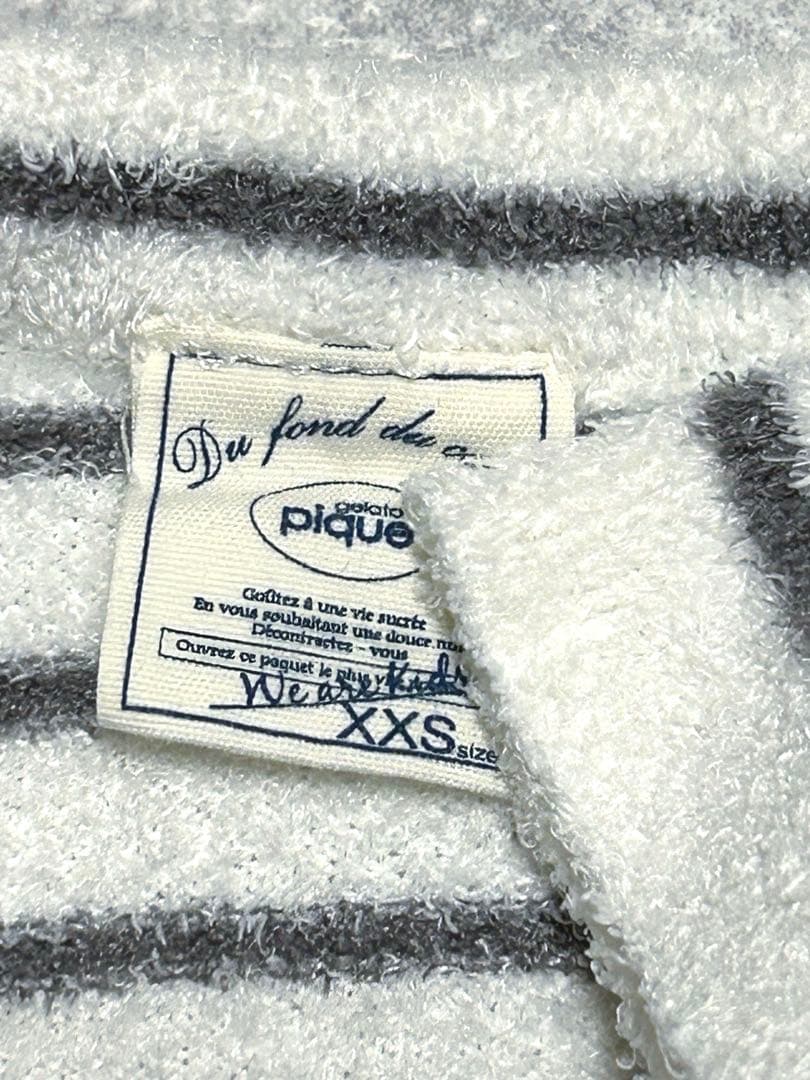 Du fond du
gelato
pique
Goûtez à une vie sucrée
En vous souhaitant une douce
Décontractez - vous
Ouvrez ce paquet le plus
We are Kids
XXS size